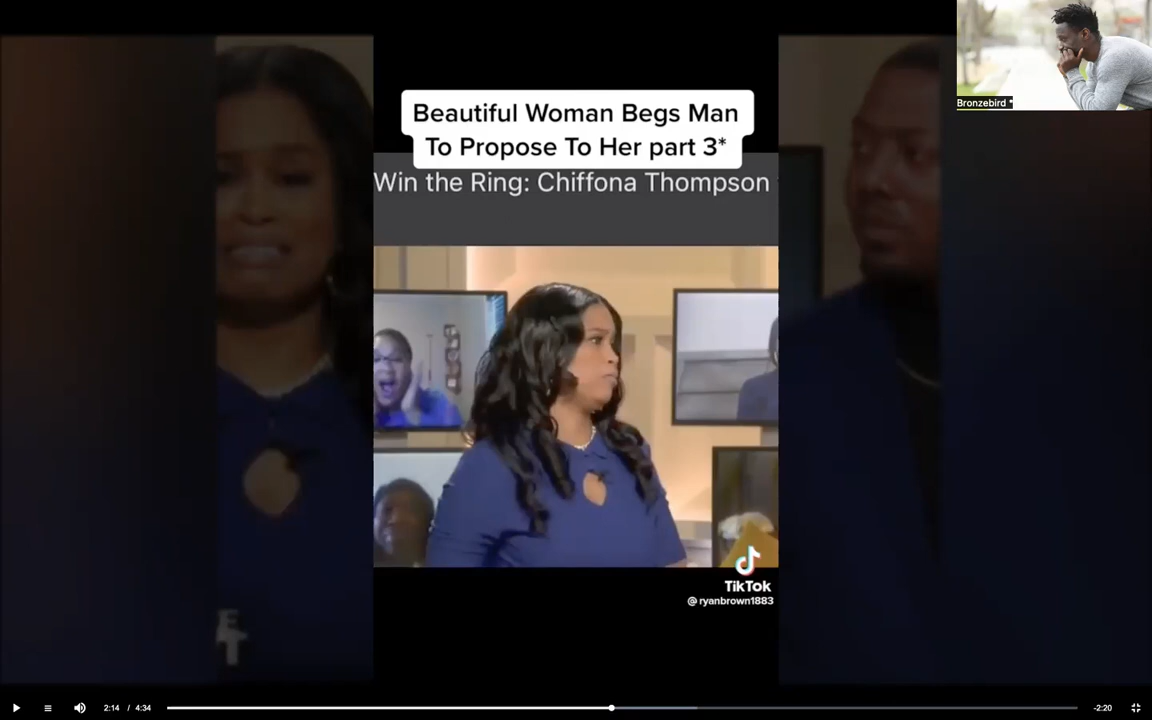 Bronzebird *
Beautiful Woman Begs Man
To Propose To Her part 3*
Win the Ring: Chiffona Thompson
TikTok
@ryanbrown1883
2:14 / 4:34
-2:20